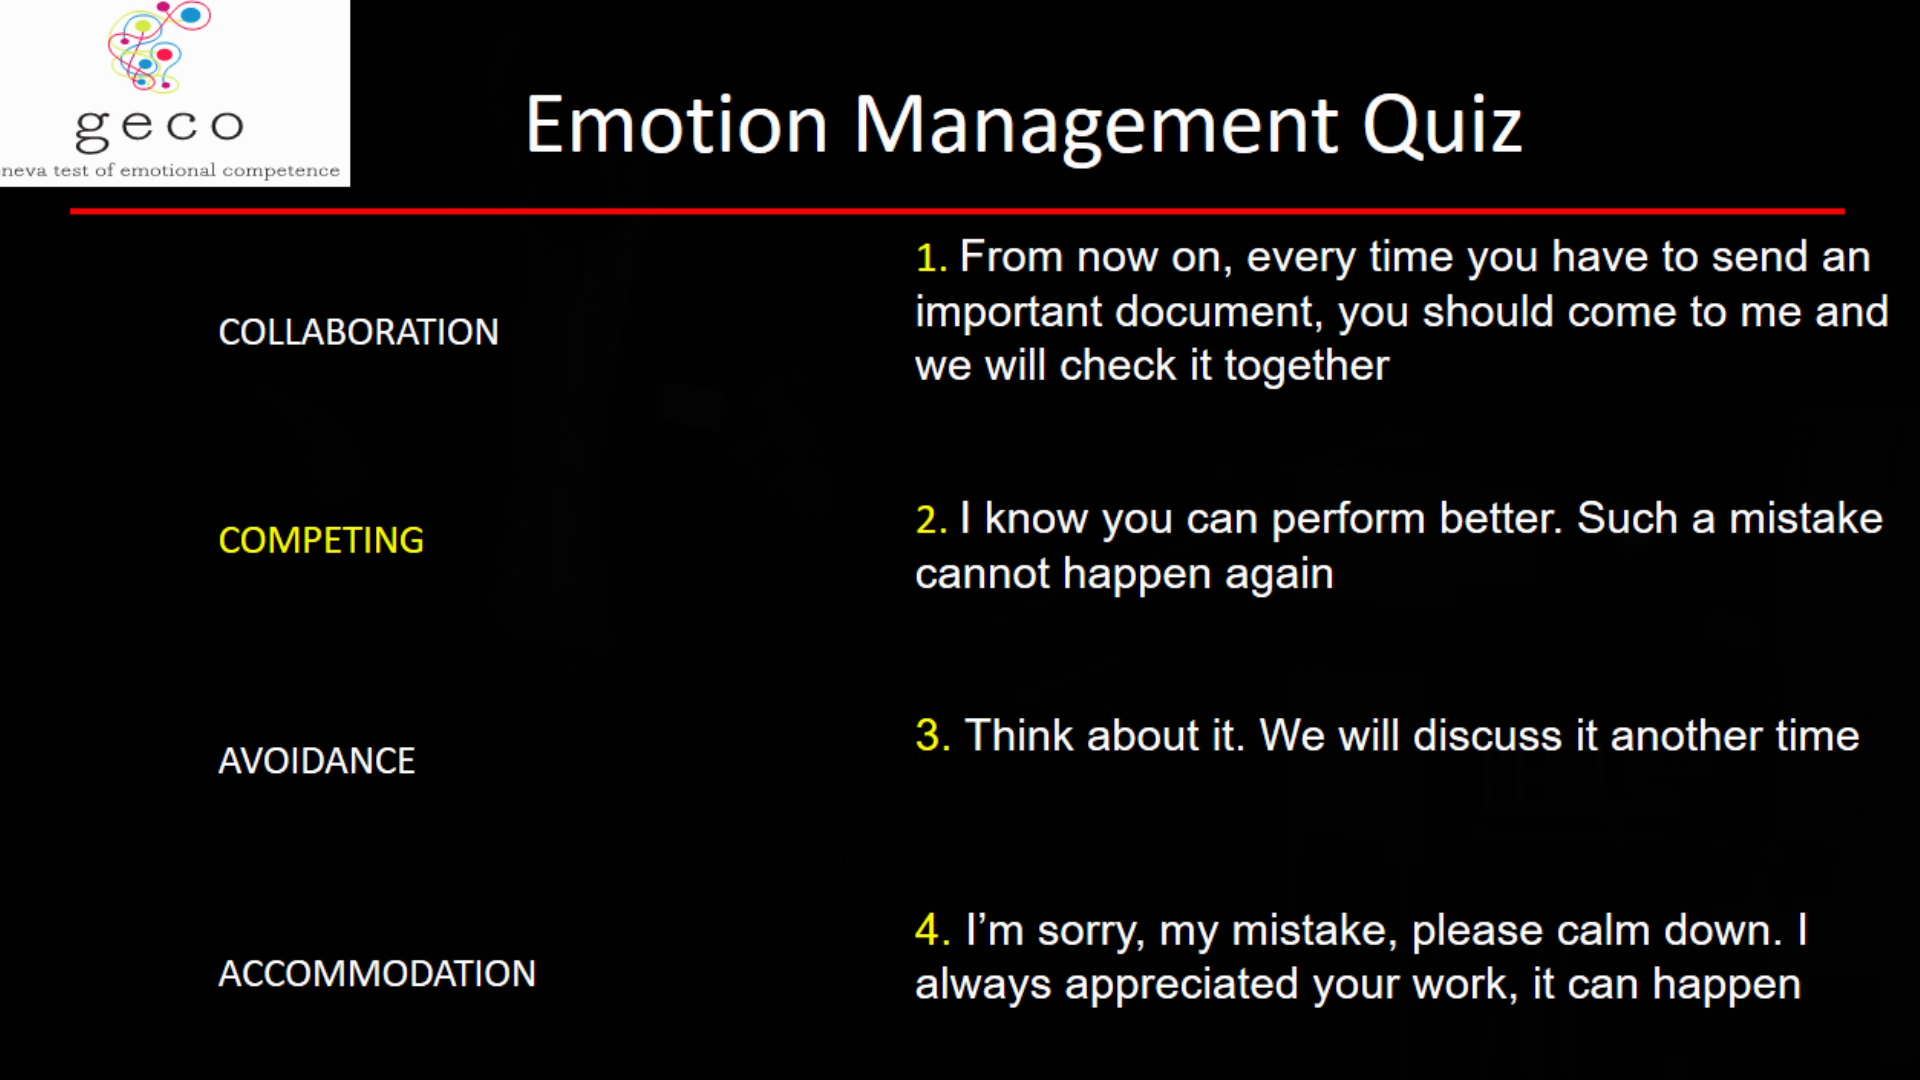 geco
neva test of emotional competence
Emotion Management Quiz
COLLABORATION
1. From now on, every time you have to send an
important document, you should come to me and
we will check it together
COMPETING
2. I know you can perform better. Such a mistake
cannot happen again
AVOIDANCE
3. Think about it. We will discuss it another time
ACCOMMODATION
4. I’m sorry, my mistake, please calm down. I
always appreciated your work, it can happen